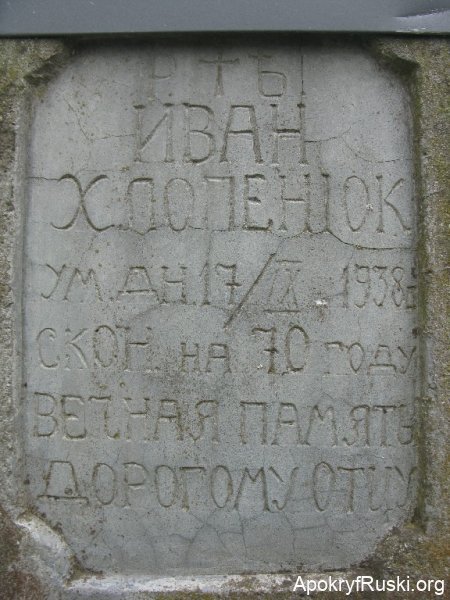 Р † Б
ИВАН
ХЛОПЕНЮК
УМ. ДН. 17/IX 1938
СКОН. на 70 году
ВЕЧНАЯ ПАМЯТЬ
ДОРОГОМУ ОТЦУ
ApokryfRuski.org